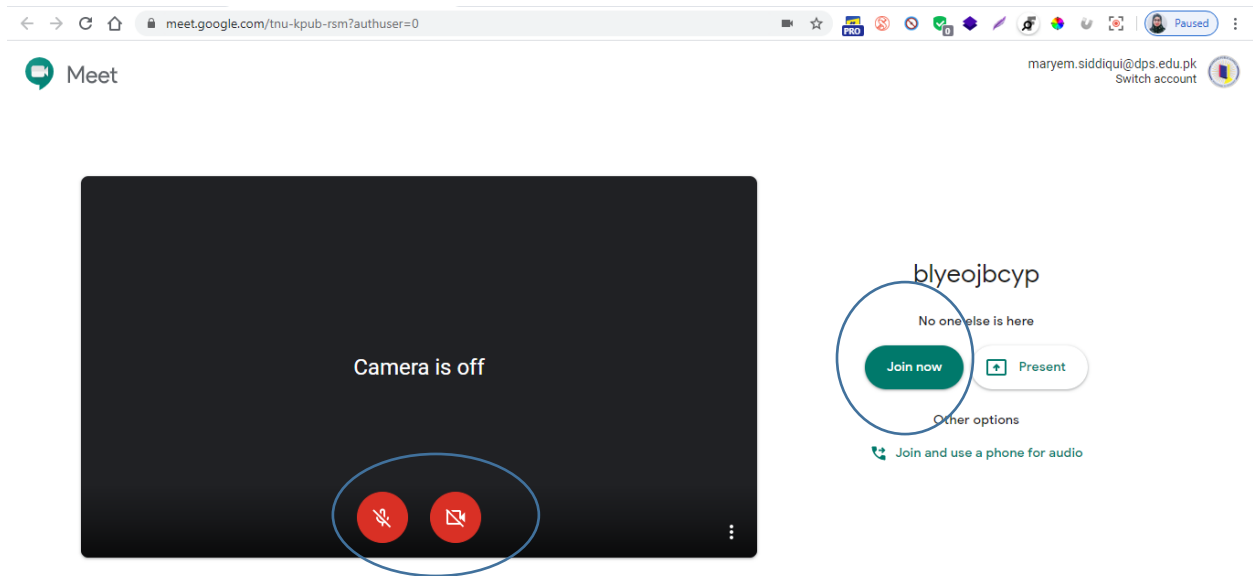 meet.google.com/tnu-kpub-rsm?authuser=0
PRO
0
Paused
Meet
maryem.siddiqui@dps.edu.pk
Switch account
Camera is off
blyeojbcyp
No one else is here
Join now
Present
Other options
Join and use a phone for audio